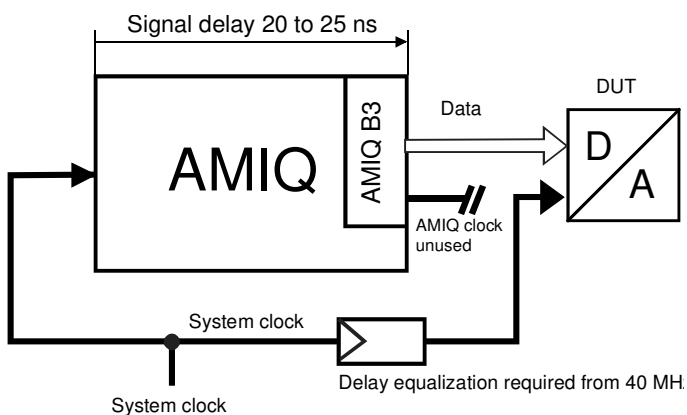 Signal delay 20 to 25 ns
AMIQ
AMIQ B3
Data
DUT
D
A
AMIQ clock
unused
System clock
Delay equalization required from 40 MH
System clock